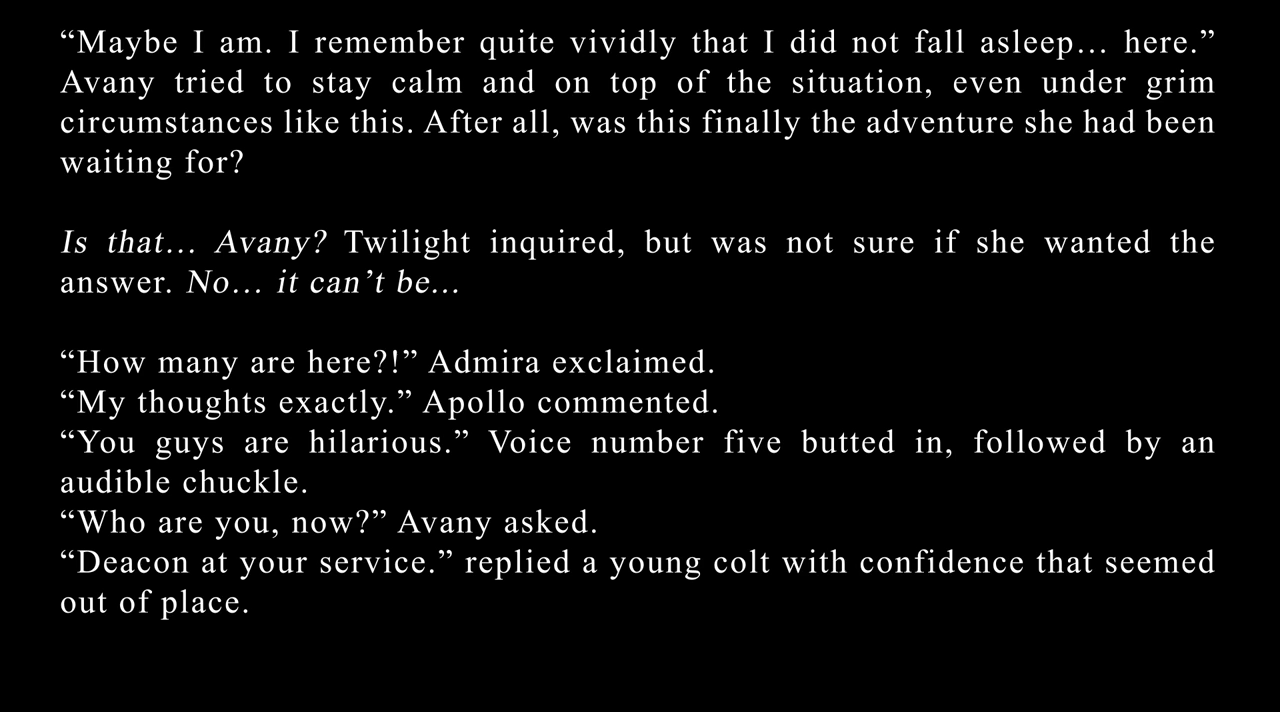 “Maybe I am. I remember quite vividly that I did not fall asleep… here.”
Avany tried to stay calm and on top of the situation, even under grim
circumstances like this. After all, was this finally the adventure she had been
waiting for?
Is that… Avany? Twilight inquired, but was not sure if she wanted the
answer. No… it can’t be…
“How many are here?!” Admira exclaimed.
“My thoughts exactly.” Apollo commented.
“You guys are hilarious.” Voice number five butted in, followed by an
audible chuckle.
“Who are you, now?” Avany asked.
“Deacon at your service.” replied a young colt with confidence that seemed
out of place.